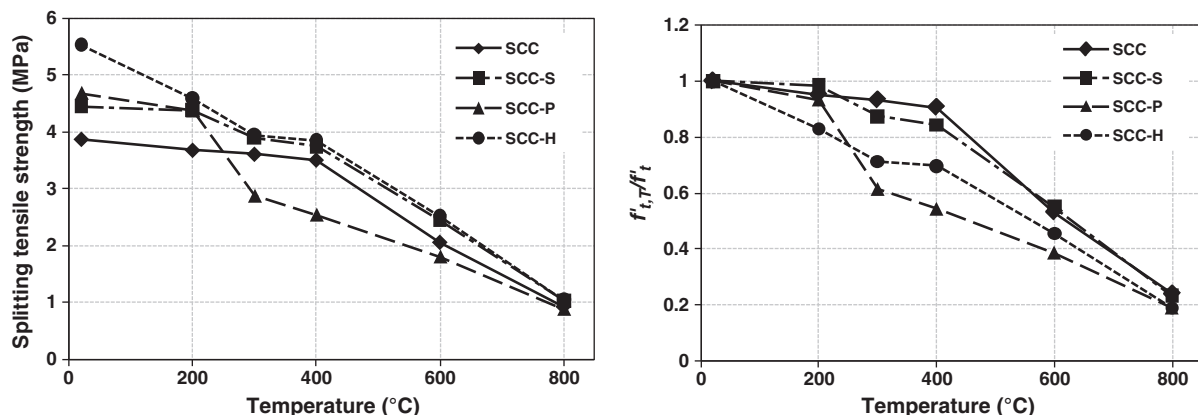 Splitting tensile strength (MPa)
6
5
4
3
2
1
0
0 200 400 600 800
Temperature (°C)
SCC
SCC-S
SCC-P
SCC-H
f't,T/f't
1.2
1
0.8
0.6
0.4
0.2
0
0 200 400 600 800
Temperature (°C)
SCC
SCC-S
SCC-P
SCC-H